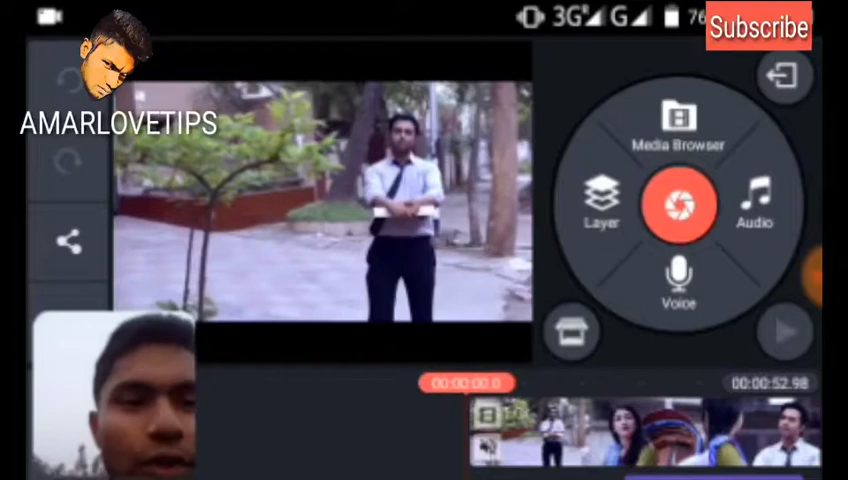 3G G 76
Subscribe
AMARLOVETIPS
Media Browser
Layer
Audio
Voice
00:00:00.0
00:00:52.98